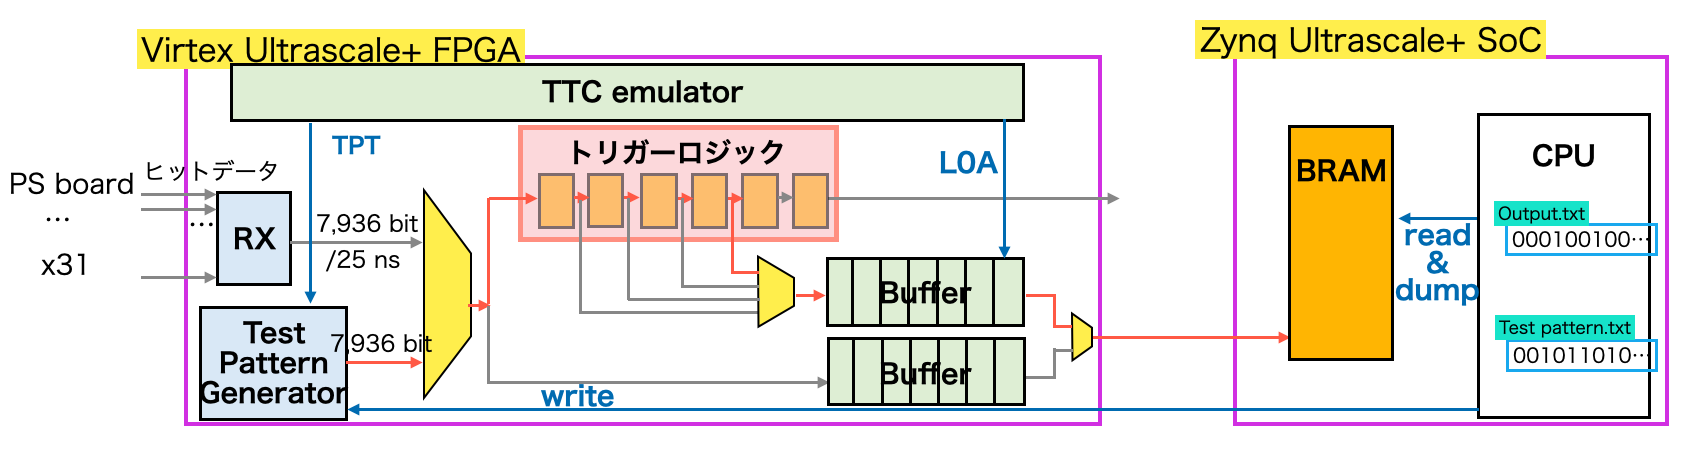 Virtex Ultrascale+ FPGA
Zynq Ultrascale+ SoC
TTC emulator
TPT
トリガーロジック
L0A
ヒットデータ
PS board
…
x31
…
RX
7,936 bit
/25 ns
Test
Pattern
Generator
7,936 bit
Buffer
Buffer
write
BRAM
CPU
Output.txt
000100100…
read
&
dump
Test pattern.txt
001011010…